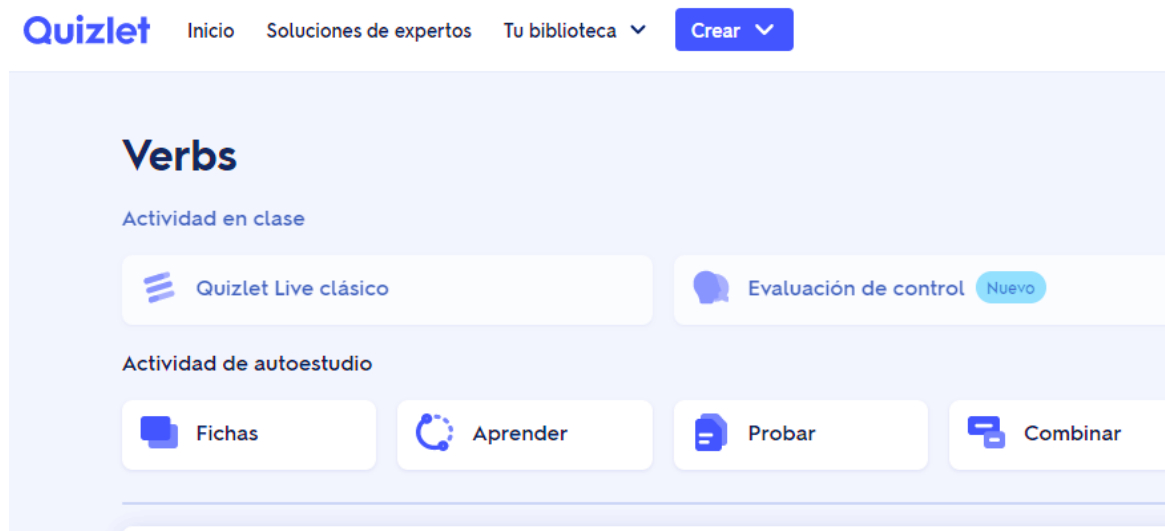 Quizlet Inicio Soluciones de expertos Tu biblioteca Crear
Verbs
Actividad en clase
Quizlet Live clásico Evaluación de control Nuevo
Actividad de autoestudio
Fichas Aprender Probar Combinar